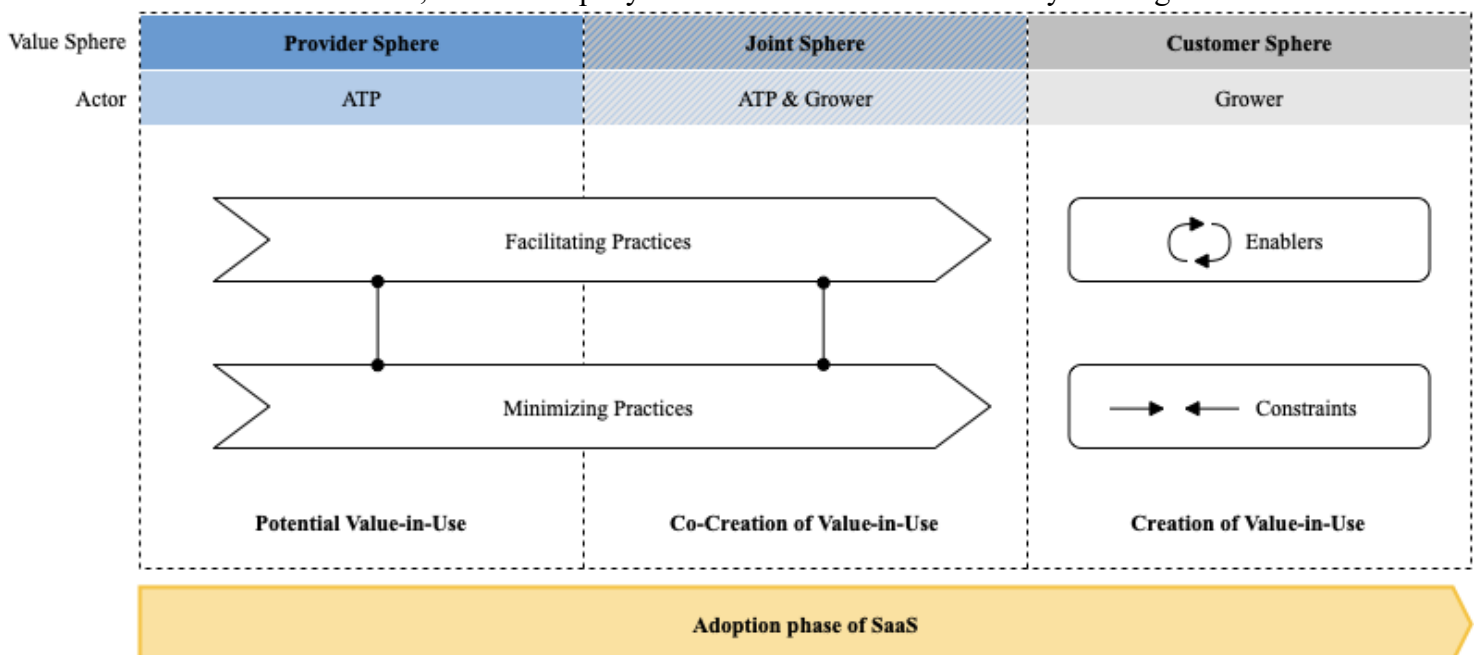 Value Sphere Provider Sphere Joint Sphere Customer Sphere
Actor ATP ATP & Grower Grower
Facilitating Practices Enablers
Minimizing Practices Constraints
Potential Value-in-Use Co-Creation of Value-in-Use Creation of Value-in-Use
Adoption phase of SaaS